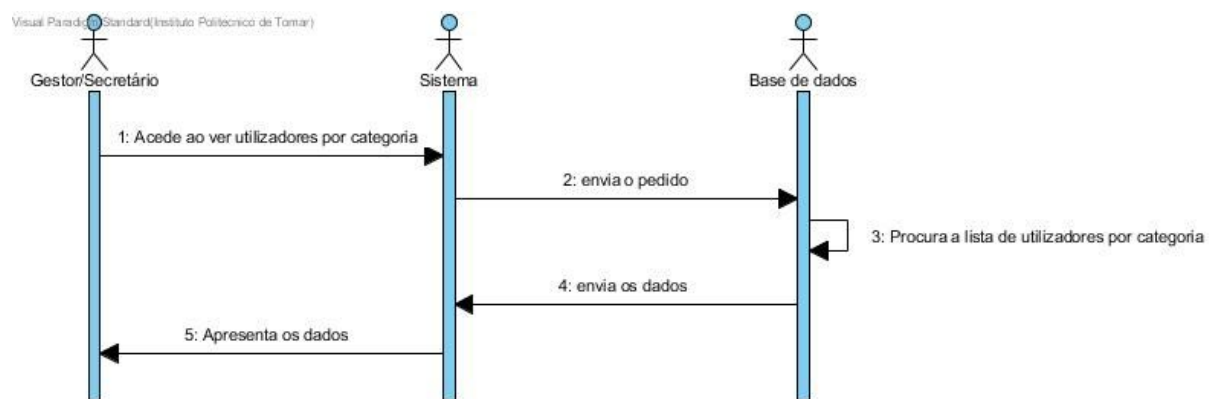 Visual Paradigm Standard(Instituto Politécnico de Tomar)
Gestor/Secretário
Sistema
Base de dados
1: Acede ao ver utilizadores por categoria
2: envia o pedido
3: Procura a lista de utilizadores por categoria
4: envia os dados
5: Apresenta os dados